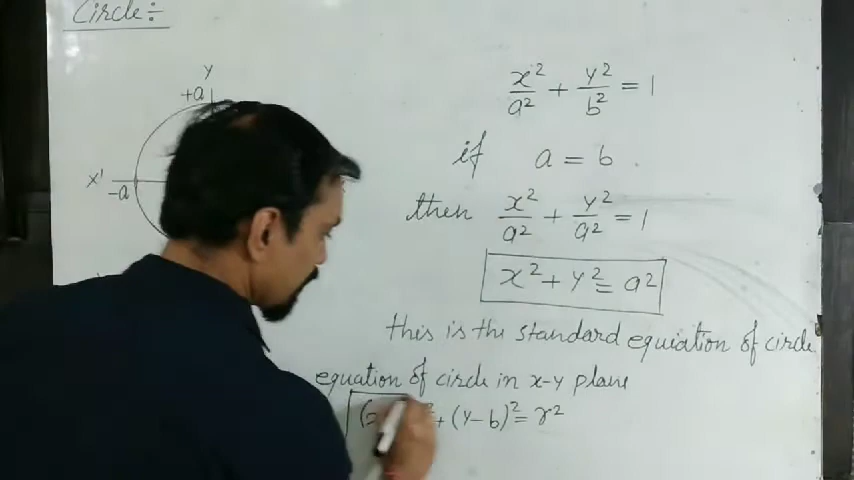 Circle:
y
+a
x'
-a
x²/a² + y²/b² = 1
if a = b .
then x²/a² + y²/a² = 1
x² + y² = a²
this is the standard equiation of circle
equation of circle in x-y plane
+ (y-b)² = r²